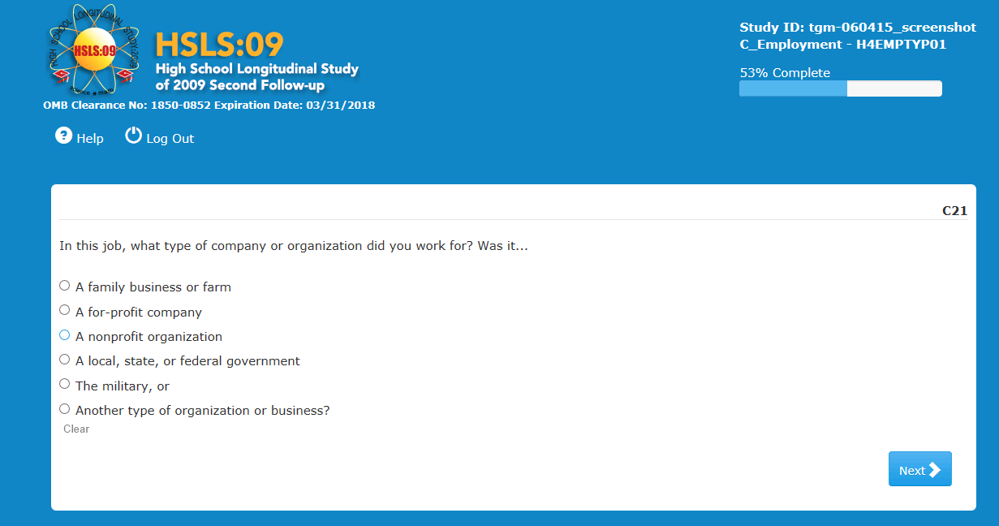 HIGH SCHOOL LONGITUDINAL STUDY:2009
HSLS:09
science * math
HSLS:09
High School Longitudinal Study
of 2009 Second Follow-up
OMB Clearance No: 1850-0852 Expiration Date: 03/31/2018
Study ID: tgm-060415_screenshot
C_Employment - H4EMPTYP01
53% Complete
? Help
Log Out
C21
In this job, what type of company or organization did you work for? Was it...
A family business or farm
A for-profit company
A nonprofit organization
A local, state, or federal government
The military, or
Another type of organization or business?
Clear
Next